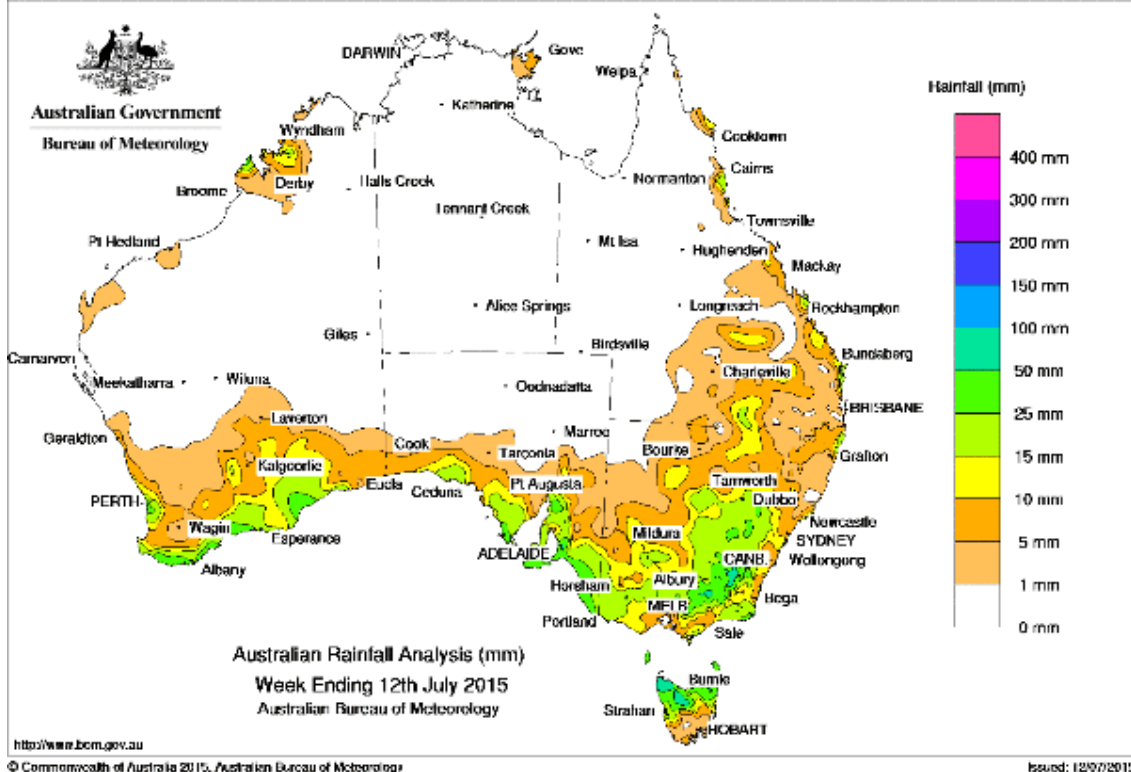 Australian Government
Bureau of Meteorology
DARWIN
Gove
Weipa
Katherine
Wyndham
Cooktown
Cairns
Broome
Derby
Halls Creek
Normanton
Tennant Creek
Townsville
Pt Hedland
Mt Isa
Hughenden
Mackay
Alice Springs
Longreach
Rockhampton
Giles
Birdsville
Bundaberg
Carnarvon
Meekatharra
Wiluna
Oodnadatta
Charleville
BRISBANE
Laverton
Geraldton
Cook
Marree
Tarcoola
Bourke
Grafton
Kalgoorlie
Eucla
Ceduna
Pt Augusta
Tamworth
Dubbo
PERTH
Wagin
Esperance
Mildura
Newcastle
SYDNEY
ADELAIDE
CANB.
Wollongong
Albany
Horsham
Albury
MELB
Bega
Portland
Sale
Burnie
Strahan
HOBART
Rainfall (mm)
400 mm
300 mm
200 mm
150 mm
100 mm
50 mm
25 mm
15 mm
10 mm
5 mm
1 mm
0 mm
Australian Rainfall Analysis (mm)
Week Ending 12th July 2015
Australian Bureau of Meteorology
http://www.bom.gov.au
© Commonwealth of Australia 2015, Australian Bureau of Meteorology
Issued: 12/07/2015